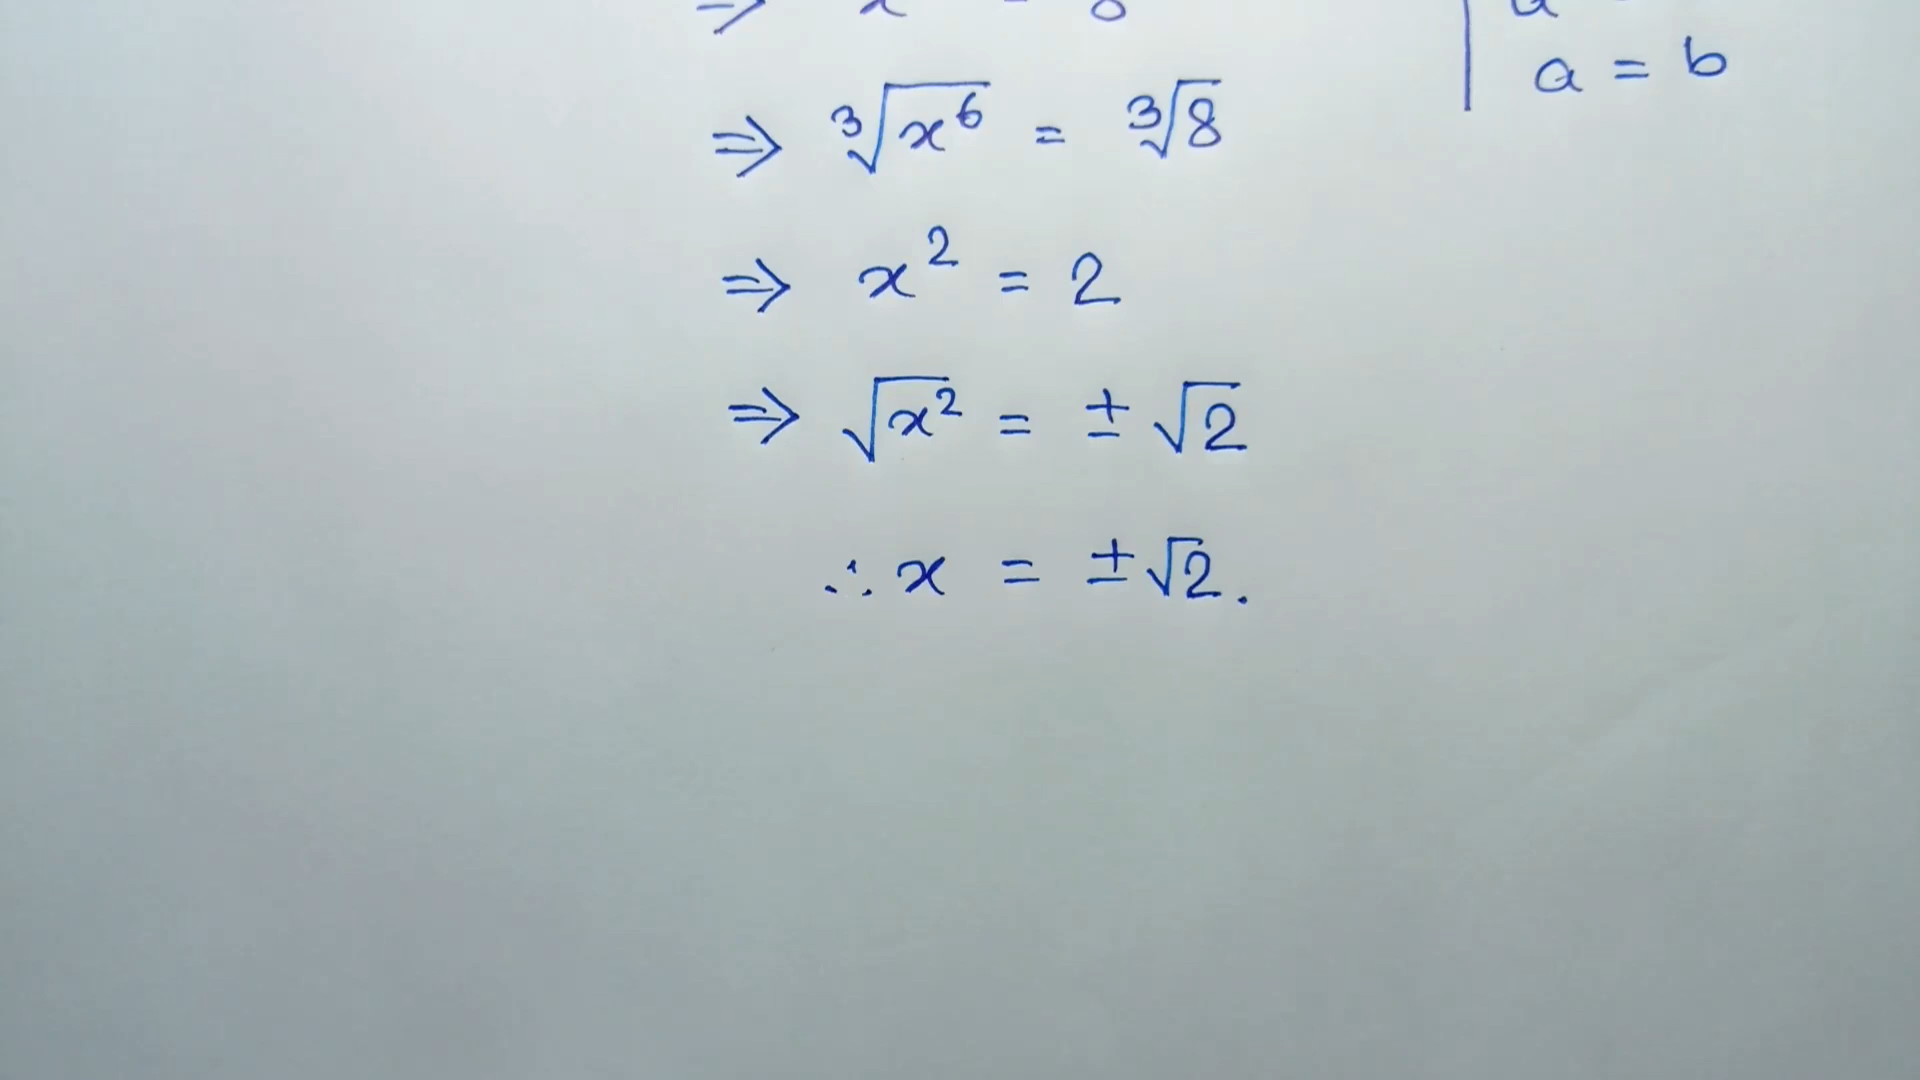 a = b
⇒ ∛x⁶ = ∛8
⇒ x² = 2
⇒ √x² = ± √2
∴ x = ±√2.